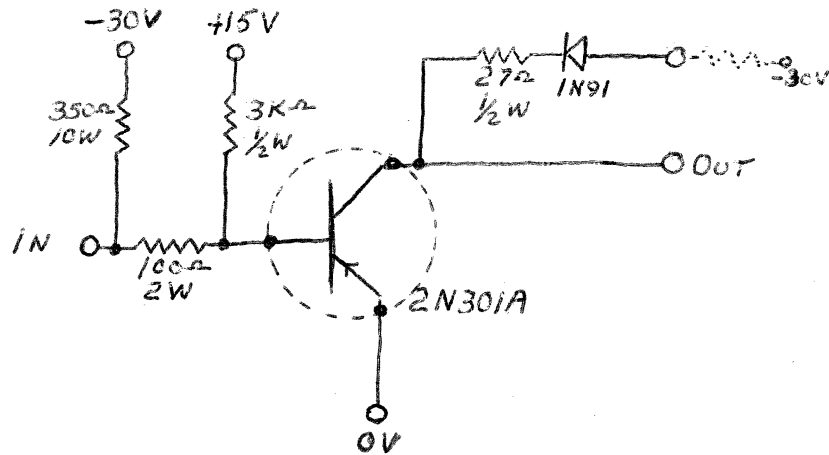 -30V
+15V
350Ω
10W
3KΩ
1/2W
27Ω
1/2W
1N91
-30V
OUT
IN
100Ω
2W
2N301A
0V